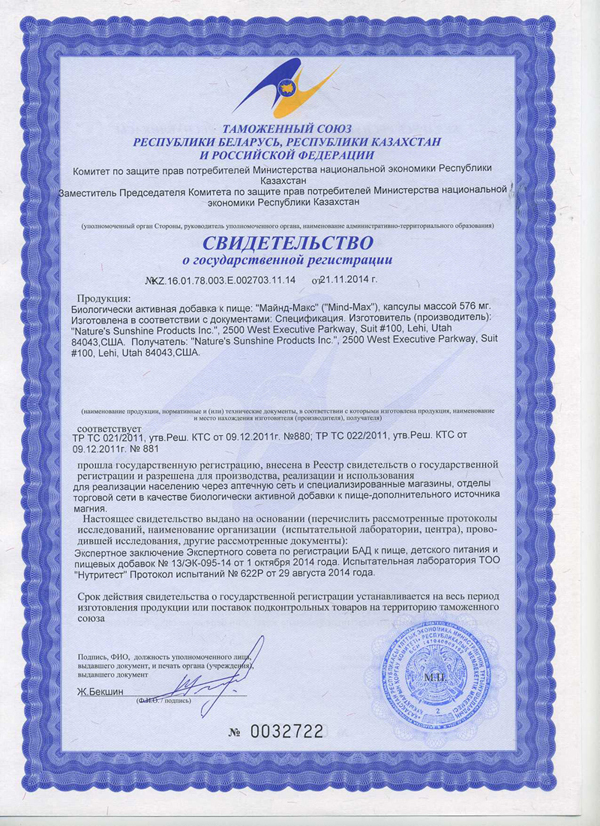 ТАМОЖЕННЫЙ СОЮЗ
РЕСПУБЛИКИ БЕЛАРУСЬ, РЕСПУБЛИКИ КАЗАХСТАН
И РОССИЙСКОЙ ФЕДЕРАЦИИ
Комитет по защите прав потребителей Министерства национальной экономики Республики
Казахстан
Заместитель Председателя Комитета по защите прав потребителей Министерства национальной
экономики Республики Казахстан
(уполномоченный орган Стороны, руководитель уполномоченного органа, наименование административно-территориального образования)
СВИДЕТЕЛЬСТВО
о государственной регистрации
№KZ.16.01.78.003.E.002703.11.14 от21.11.2014 г.
Продукция:
Биологически активная добавка к пище: "Майнд-Макс" ("Mind-Max"), капсулы массой 576 мг.
Изготовлена в соответствии с документами: Спецификация. Изготовитель (производитель):
"Nature's Sunshine Products Inc.", 2500 West Executive Parkway, Suit #100, Lehi, Utah
84043,США. Получатель: "Nature's Sunshine Products Inc.", 2500 West Executive Parkway, Suit
#100, Lehi, Utah 84043,США.
(наименование продукции, нормативные и (или) технические документы, в соответствии с которыми изготовлена продукция, наименование
и место нахождения изготовителя (производителя), получателя)
соответствует
ТР ТС 021/2011, утв.Реш. КТС от 09.12.2011г. №880; ТР ТС 022/2011, утв.Реш. КТС от
09.12.2011г. № 881
прошла государственную регистрацию, внесена в Реестр свидетельств о государственной
регистрации и разрешена для производства, реализации и использования
для реализации населению через аптечную сеть и специализированные магазины, отделы
торговой сети в качестве биологически активной добавки к пище-дополнительного источника
магния.
Настоящее свидетельство выдано на основании (перечислить рассмотренные протоколы
исследований, наименование организации (испытательной лаборатории, центра), прово-
дившей исследования, другие рассмотренные документы):
Экспертное заключение Экспертного совета по регистрации БАД к пище, детского питания и
пищевых добавок № 13/ЭК-095-14 от 1 октября 2014 года. Испытательная лаборатория ТОО
"Нутритест" Протокол испытаний № 622Р от 29 августа 2014 года.
Срок действия свидетельства о государственной регистрации устанавливается на весь период
изготовления продукции или поставок подконтрольных товаров на территорию таможенного
союза
Подпись, ФИО, должность уполномоченного лица,
выдавшего документ, и печать органа (учреждения),
выдавшего документ
Ж.Бекшин
(Ф.И.О. / подпись)
М.П.
2
№ 0032722